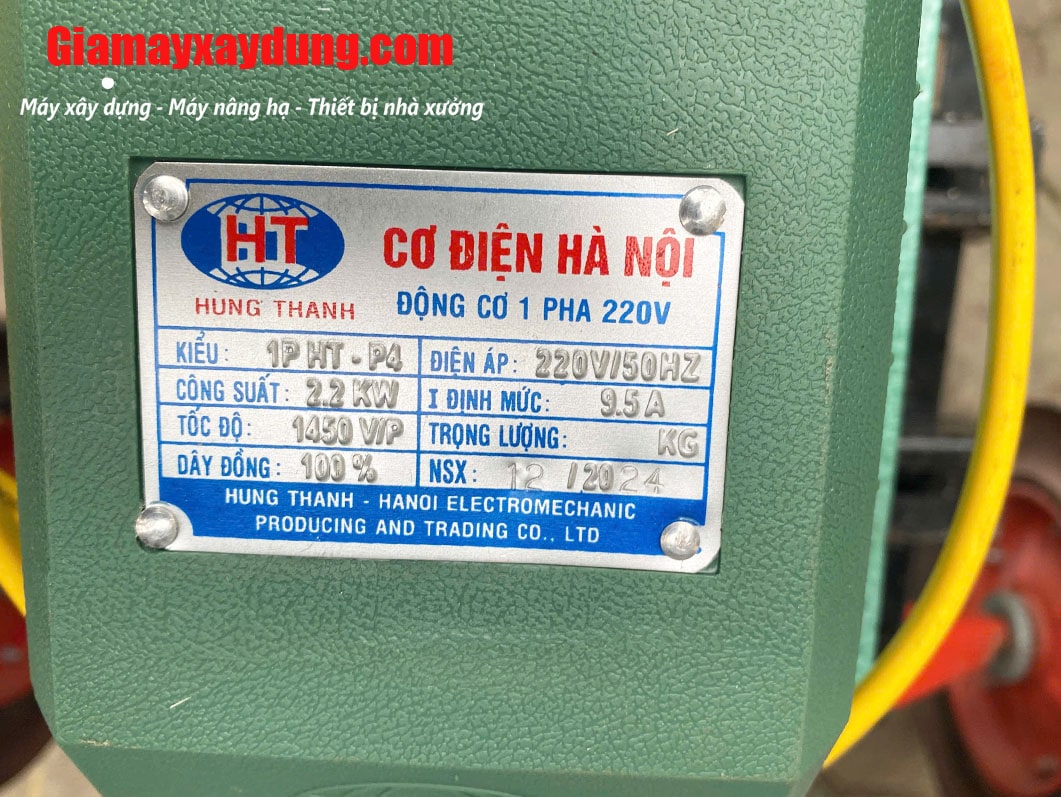 Giamayxaydung.com
Máy xây dựng - Máy nâng hạ - Thiết bị nhà xưởng
HT
HUNG THANH
CƠ ĐIỆN HÀ NỘI
ĐỘNG CƠ 1 PHA 220V
KIỂU: 1P HT - P4 ĐIỆN ÁP: 220V/50HZ
CÔNG SUẤT: 2.2 KW I ĐỊNH MỨC: 9.5 A
TỐC ĐỘ: 1450 V/P TRỌNG LƯỢNG: KG
DÂY ĐỒNG: 100 % NSX: 12 / 2024
HUNG THANH - HANOI ELECTROMECHANIC
PRODUCING AND TRADING CO., LTD